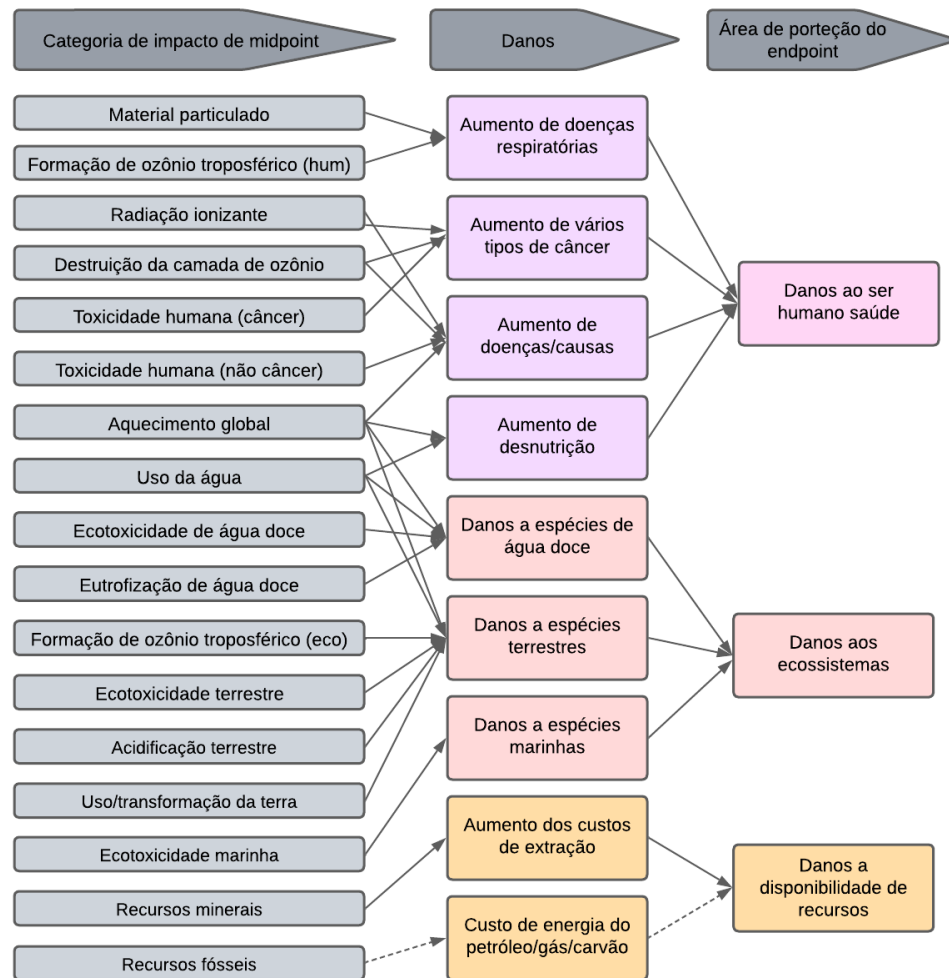 Categoria de impacto de midpoint
Danos
Área de porteção do
endpoint
Material particulado
Formação de ozônio troposférico (hum)
Radiação ionizante
Destruição da camada de ozônio
Toxicidade humana (câncer)
Toxicidade humana (não câncer)
Aquecimento global
Uso da água
Ecotoxicidade de água doce
Eutrofização de água doce
Formação de ozônio troposférico (eco)
Ecotoxicidade terrestre
Acidificação terrestre
Uso/transformação da terra
Ecotoxicidade marinha
Recursos minerais
Recursos fósseis
Aumento de doenças
respiratórias
Aumento de vários
tipos de câncer
Aumento de
doenças/causas
Aumento de
desnutrição
Danos a espécies de
água doce
Danos a espécies
terrestres
Danos a espécies
marinhas
Aumento dos custos
de extração
Custo de energia do
petróleo/gás/carvão
Danos ao ser
humano saúde
Danos aos
ecossistemas
Danos a
disponibilidade de
recursos